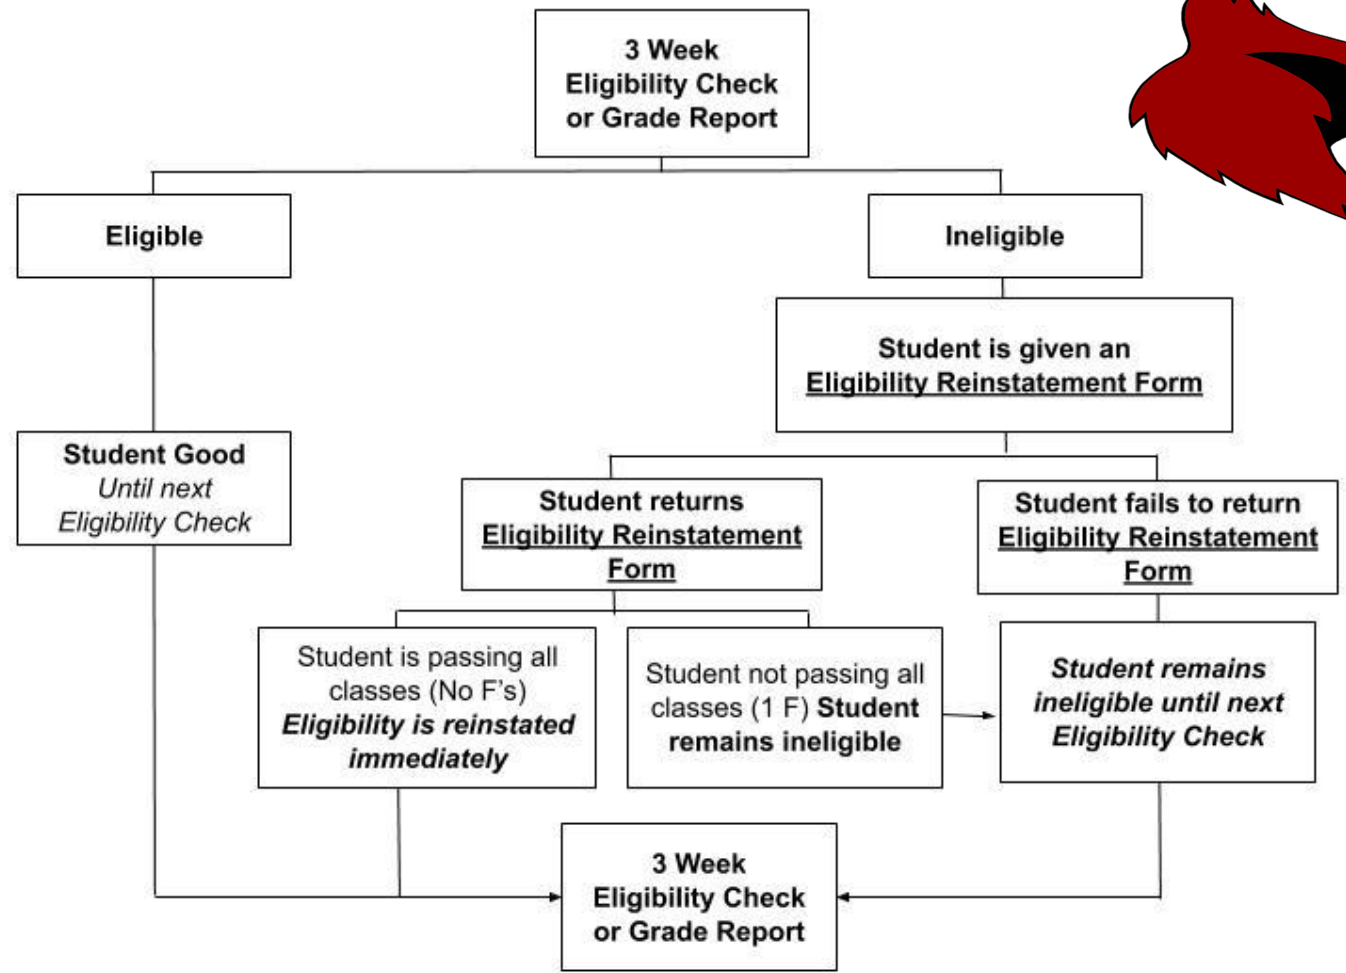 3 Week
Eligibility Check
or Grade Report
Eligible
Ineligible
Student is given an
Eligibility Reinstatement Form
Student Good
Until next
Eligibility Check
Student returns
Eligibility Reinstatement
Form
Student fails to return
Eligibility Reinstatement
Form
Student is passing all
classes (No F's)
Eligibility is reinstated
immediately
Student not passing all
classes (1 F) Student
remains ineligible
Student remains
ineligible until next
Eligibility Check
3 Week
Eligibility Check
or Grade Report